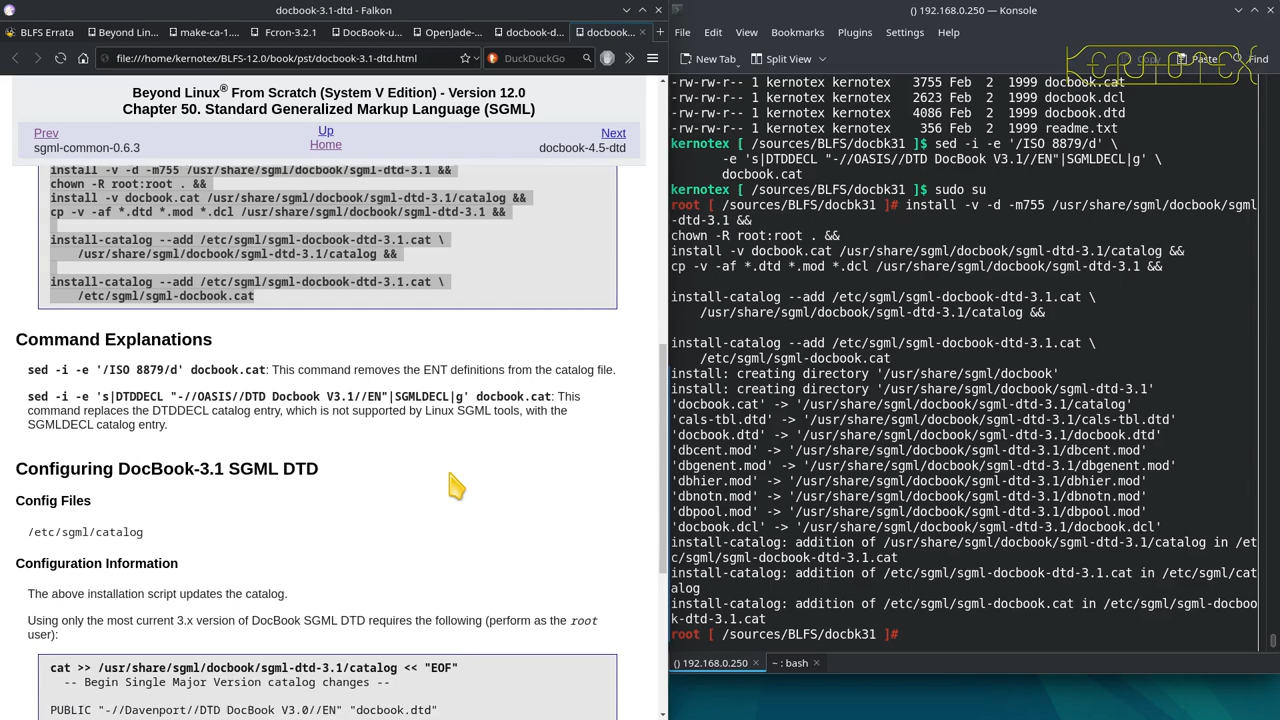 docbook-3.1-dtd - Falkon
BLFS Errata
Beyond Lin...
make-ca-1....
Fcron-3.2.1
DocBook-u...
OpenJade-...
docbook-d...
docbook...
file:///home/kernotex/BLFS-12.0/book/pst/docbook-3.1-dtd.html
DuckDuckGo
Beyond Linux® From Scratch (System V Edition) - Version 12.0
Chapter 50. Standard Generalized Markup Language (SGML)
Prev
Up
Next
sgml-common-0.6.3
Home
docbook-4.5-dtd
install -v -d -m755 /usr/share/sgml/docbook/sgml-dtd-3.1 &&
chown -R root:root . &&
install -v docbook.cat /usr/share/sgml/docbook/sgml-dtd-3.1/catalog &&
cp -v -af *.dtd *.mod *.dcl /usr/share/sgml/docbook/sgml-dtd-3.1 &&
install-catalog --add /etc/sgml/sgml-docbook-dtd-3.1.cat \
/usr/share/sgml/docbook/sgml-dtd-3.1/catalog &&
install-catalog --add /etc/sgml/sgml-docbook-dtd-3.1.cat \
/etc/sgml/sgml-docbook.cat
Command Explanations
sed -i -e '/ISO 8879/d' docbook.cat: This command removes the ENT definitions from the catalog file.
sed -i -e 's|DTDDECL "-//OASIS//DTD Docbook V3.1//EN"|SGMLDECL|g' docbook.cat: This
command replaces the DTDDECL catalog entry, which is not supported by Linux SGML tools, with the
SGMLDECL catalog entry.
Configuring DocBook-3.1 SGML DTD
Config Files
/etc/sgml/catalog
Configuration Information
The above installation script updates the catalog.
Using only the most current 3.x version of DocBook SGML DTD requires the following (perform as the root
user):
cat >> /usr/share/sgml/docbook/sgml-dtd-3.1/catalog << "EOF"
-- Begin Single Major Version catalog changes --
PUBLIC "-//Davenport//DTD DocBook V3.0//EN" "docbook.dtd"
() 192.168.0.250 — Konsole
File Edit View Bookmarks Plugins Settings Help
New Tab Split View Copy Paste Find
KERNOTEX
-rw-rw-r-- 1 kernotex kernotex 3755 Feb 2 1999 docbook.cat
-rw-rw-r-- 1 kernotex kernotex 2623 Feb 2 1999 docbook.dcl
-rw-rw-r-- 1 kernotex kernotex 4086 Feb 2 1999 docbook.dtd
-rw-rw-r-- 1 kernotex kernotex 356 Feb 2 1999 readme.txt
kernotex [ /sources/BLFS/docbk31 ]$ sed -i -e '/ISO 8879/d' \
-e 's|DTDDECL "-//OASIS//DTD DocBook V3.1//EN"|SGMLDECL|g' \
docbook.cat
kernotex [ /sources/BLFS/docbk31 ]$ sudo su
root [ /sources/BLFS/docbk31 ]# install -v -d -m755 /usr/share/sgml/docbook/sgml
-dtd-3.1 &&
chown -R root:root . &&
install -v docbook.cat /usr/share/sgml/docbook/sgml-dtd-3.1/catalog &&
cp -v -af *.dtd *.mod *.dcl /usr/share/sgml/docbook/sgml-dtd-3.1 &&
install-catalog --add /etc/sgml/sgml-docbook-dtd-3.1.cat \
/usr/share/sgml/docbook/sgml-dtd-3.1/catalog &&
install-catalog --add /etc/sgml/sgml-docbook-dtd-3.1.cat \
/etc/sgml/sgml-docbook.cat
install: creating directory '/usr/share/sgml/docbook'
install: creating directory '/usr/share/sgml/docbook/sgml-dtd-3.1'
'docbook.cat' -> '/usr/share/sgml/docbook/sgml-dtd-3.1/catalog'
'cals-tbl.dtd' -> '/usr/share/sgml/docbook/sgml-dtd-3.1/cals-tbl.dtd'
'docbook.dtd' -> '/usr/share/sgml/docbook/sgml-dtd-3.1/docbook.dtd'
'dbcent.mod' -> '/usr/share/sgml/docbook/sgml-dtd-3.1/dbcent.mod'
'dbgenent.mod' -> '/usr/share/sgml/docbook/sgml-dtd-3.1/dbgenent.mod'
'dbhier.mod' -> '/usr/share/sgml/docbook/sgml-dtd-3.1/dbhier.mod'
'dbnotn.mod' -> '/usr/share/sgml/docbook/sgml-dtd-3.1/dbnotn.mod'
'dbpool.mod' -> '/usr/share/sgml/docbook/sgml-dtd-3.1/dbpool.mod'
'docbook.dcl' -> '/usr/share/sgml/docbook/sgml-dtd-3.1/docbook.dcl'
install-catalog: addition of /usr/share/sgml/docbook/sgml-dtd-3.1/catalog in /et
c/sgml/sgml-docbook-dtd-3.1.cat
install-catalog: addition of /etc/sgml/sgml-docbook-dtd-3.1.cat in /etc/sgml/cat
alog
install-catalog: addition of /etc/sgml/sgml-docbook.cat in /etc/sgml/sgml-docboo
k-dtd-3.1.cat
root [ /sources/BLFS/docbk31 ]#
() 192.168.0.250
~ : bash